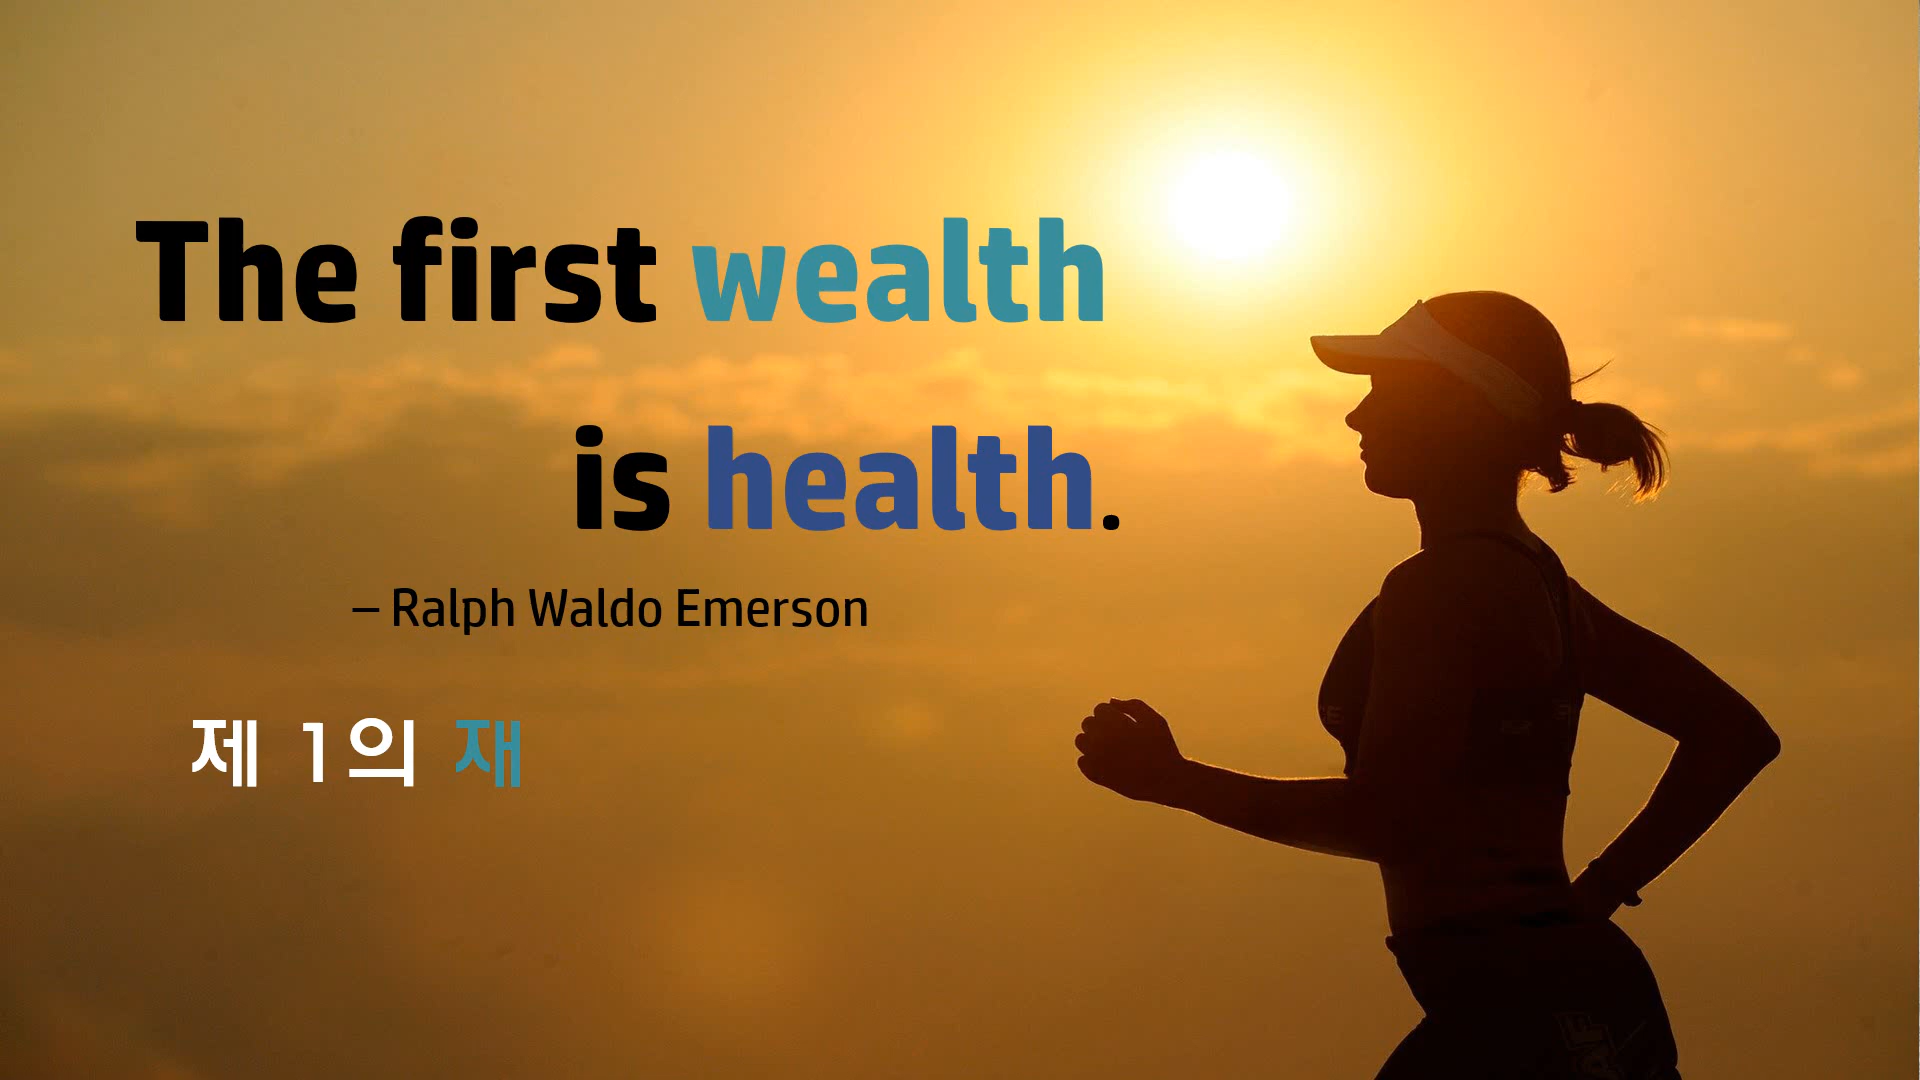 The first wealth
is health.
– Ralph Waldo Emerson
제 1의 재